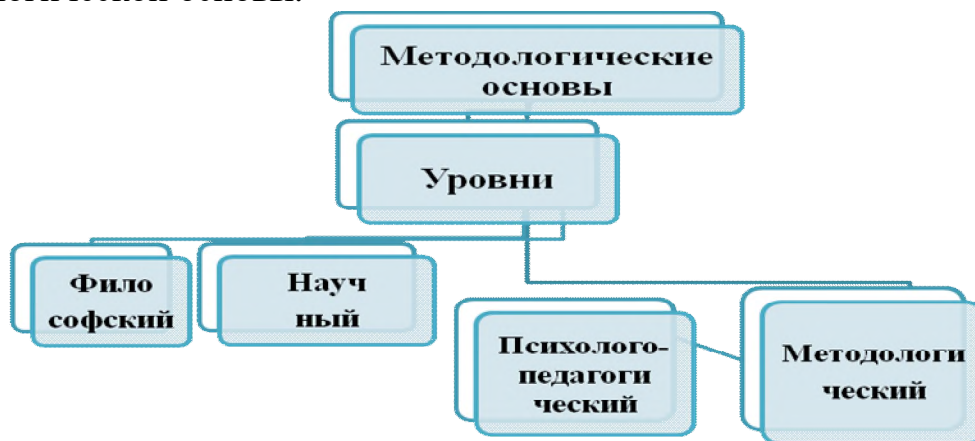 Методологические
основы
Уровни
Фило
софский
Науч
ный
Психолого-
педагоги
ческий
Методологи
ческий